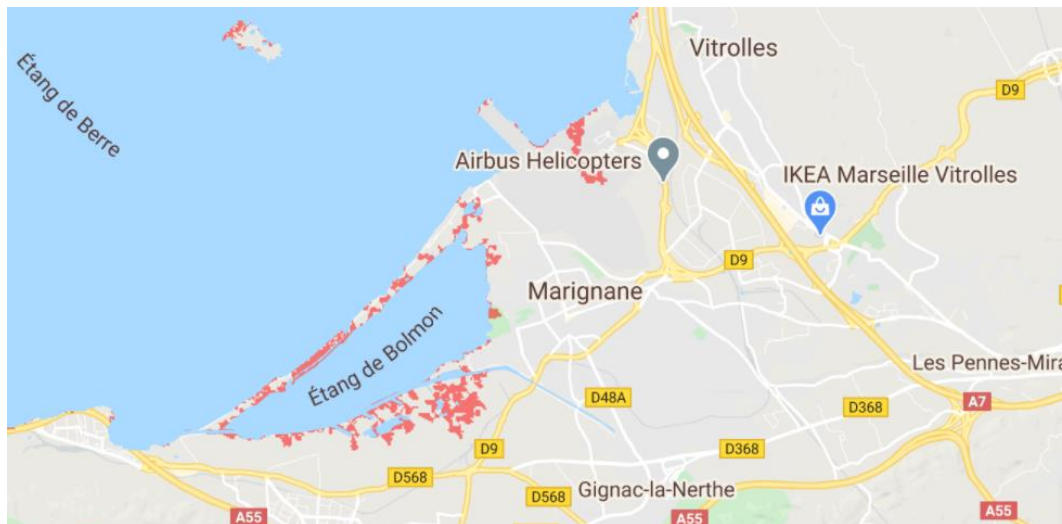 Vitrolles
D9
Étang de Berre
Airbus Helicopters
IKEA Marseille Vitrolles
D9
Marignane
Étang de Bolmon
Les Pennes-Mira
D48A
D368
A7
D9
D368
D568
Gignac-la-Nerthe
D568
A55
A55
A55